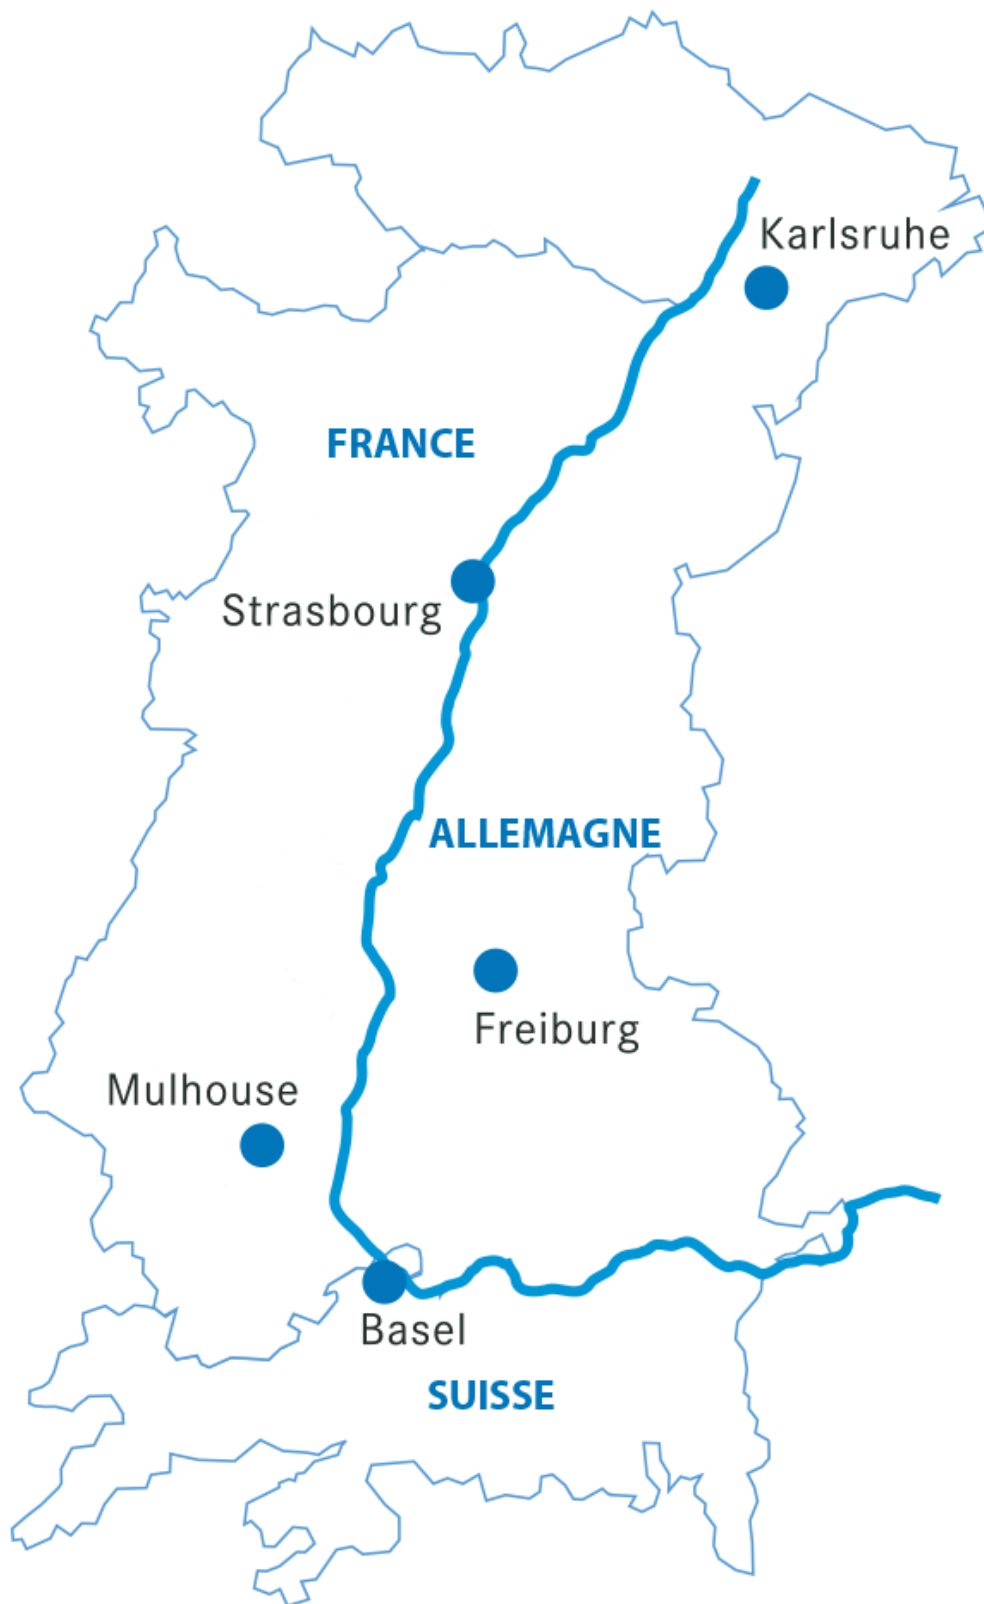 Karlsruhe
FRANCE
Strasbourg
ALLEMAGNE
Freiburg
Mulhouse
Basel
SUISSE